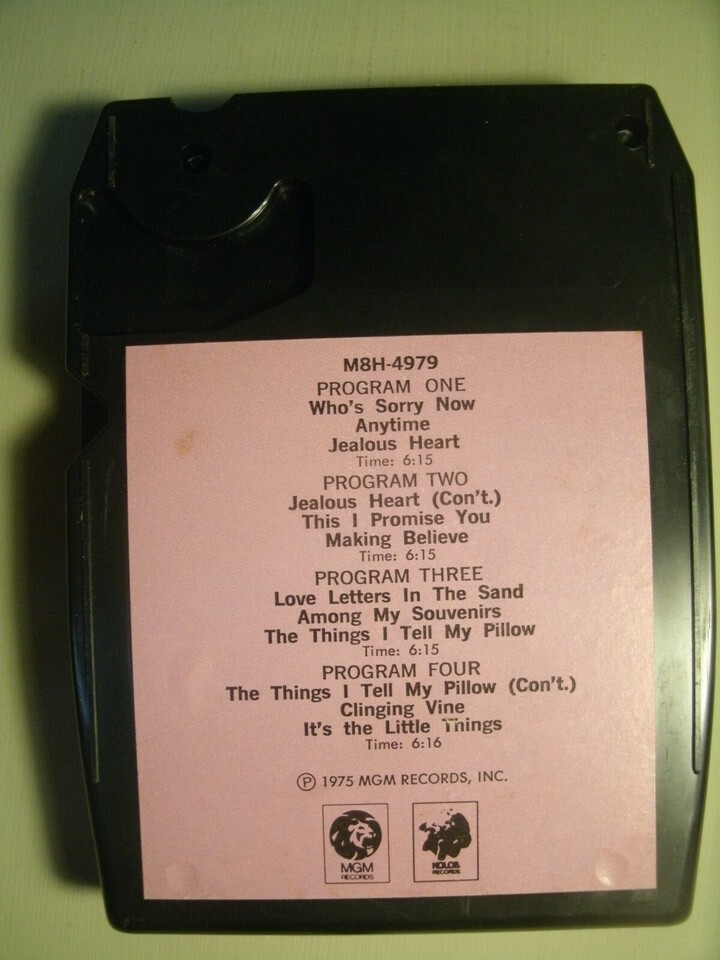 M8H-4979
PROGRAM ONE
Who's Sorry Now
Anytime
Jealous Heart
Time: 6:15
PROGRAM TWO
Jealous Heart (Con't.)
This I Promise You
Making Believe
Time: 6:15
PROGRAM THREE
Love Letters In The Sand
Among My Souvenirs
The Things I Tell My Pillow
Time: 6:15
PROGRAM FOUR
The Things I Tell My Pillow (Con't.)
Clinging Vine
It's the Little Things
Time: 6:16
Ⓟ 1975 MGM RECORDS, INC.
MGM
RECORDS
KOLOB
RECORDS